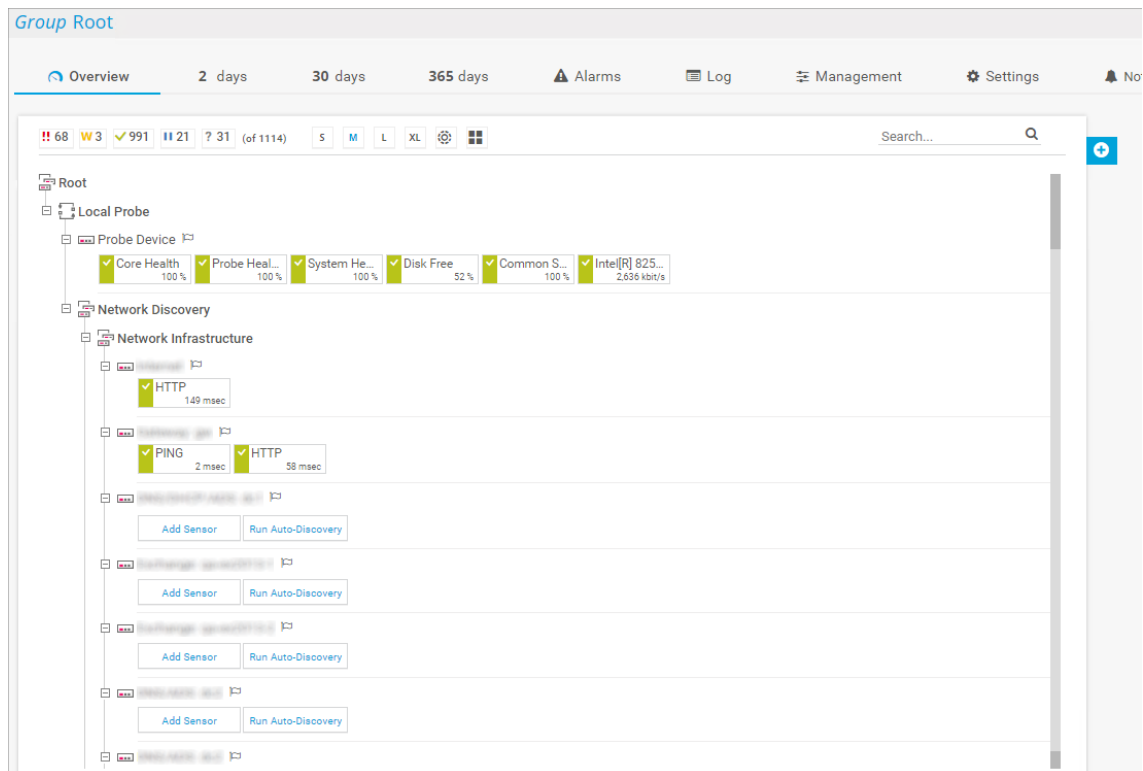 Group Root
Overview 2 days 30 days 365 days Alarms Log Management Settings
!! 68 W 3 991 21 ? 31 (of 1114) S M L XL Search...
Root
Local Probe
Probe Device
Core Health Probe Heal... System He... Disk Free Common S... Intel[R] 825...
100 % 100 % 100 % 52 % 100 % 2,636 kbit/s
Network Discovery
Network Infrastructure
HTTP
149 msec
PING HTTP
2 msec 58 msec
Add Sensor Run Auto-Discovery
Add Sensor Run Auto-Discovery
Add Sensor Run Auto-Discovery
Add Sensor Run Auto-Discovery